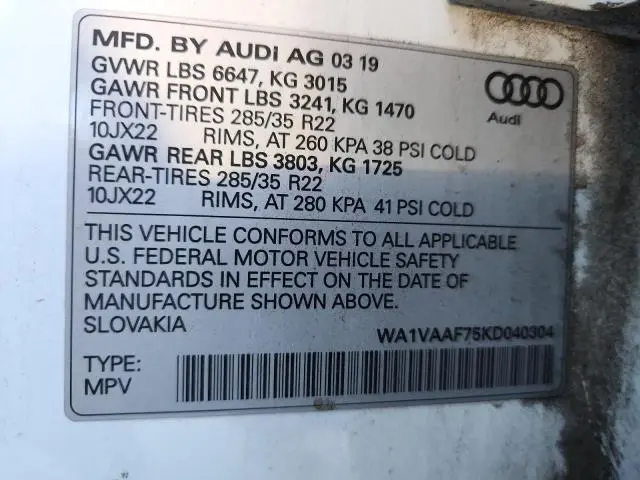 MFD. BY AUDI AG 03 19
GVWR LBS 6647, KG 3015
GAWR FRONT LBS 3241, KG 1470
FRONT-TIRES 285/35 R22
10JX22 RIMS, AT 260 KPA 38 PSI COLD
GAWR REAR LBS 3803, KG 1725
REAR-TIRES 285/35 R22
10JX22 RIMS, AT 280 KPA 41 PSI COLD
Audi
THIS VEHICLE CONFORMS TO ALL APPLICABLE
U.S. FEDERAL MOTOR VEHICLE SAFETY
STANDARDS IN EFFECT ON THE DATE OF
MANUFACTURE SHOWN ABOVE.
SLOVAKIA
WA1VAAF75KD040304
TYPE:
MPV